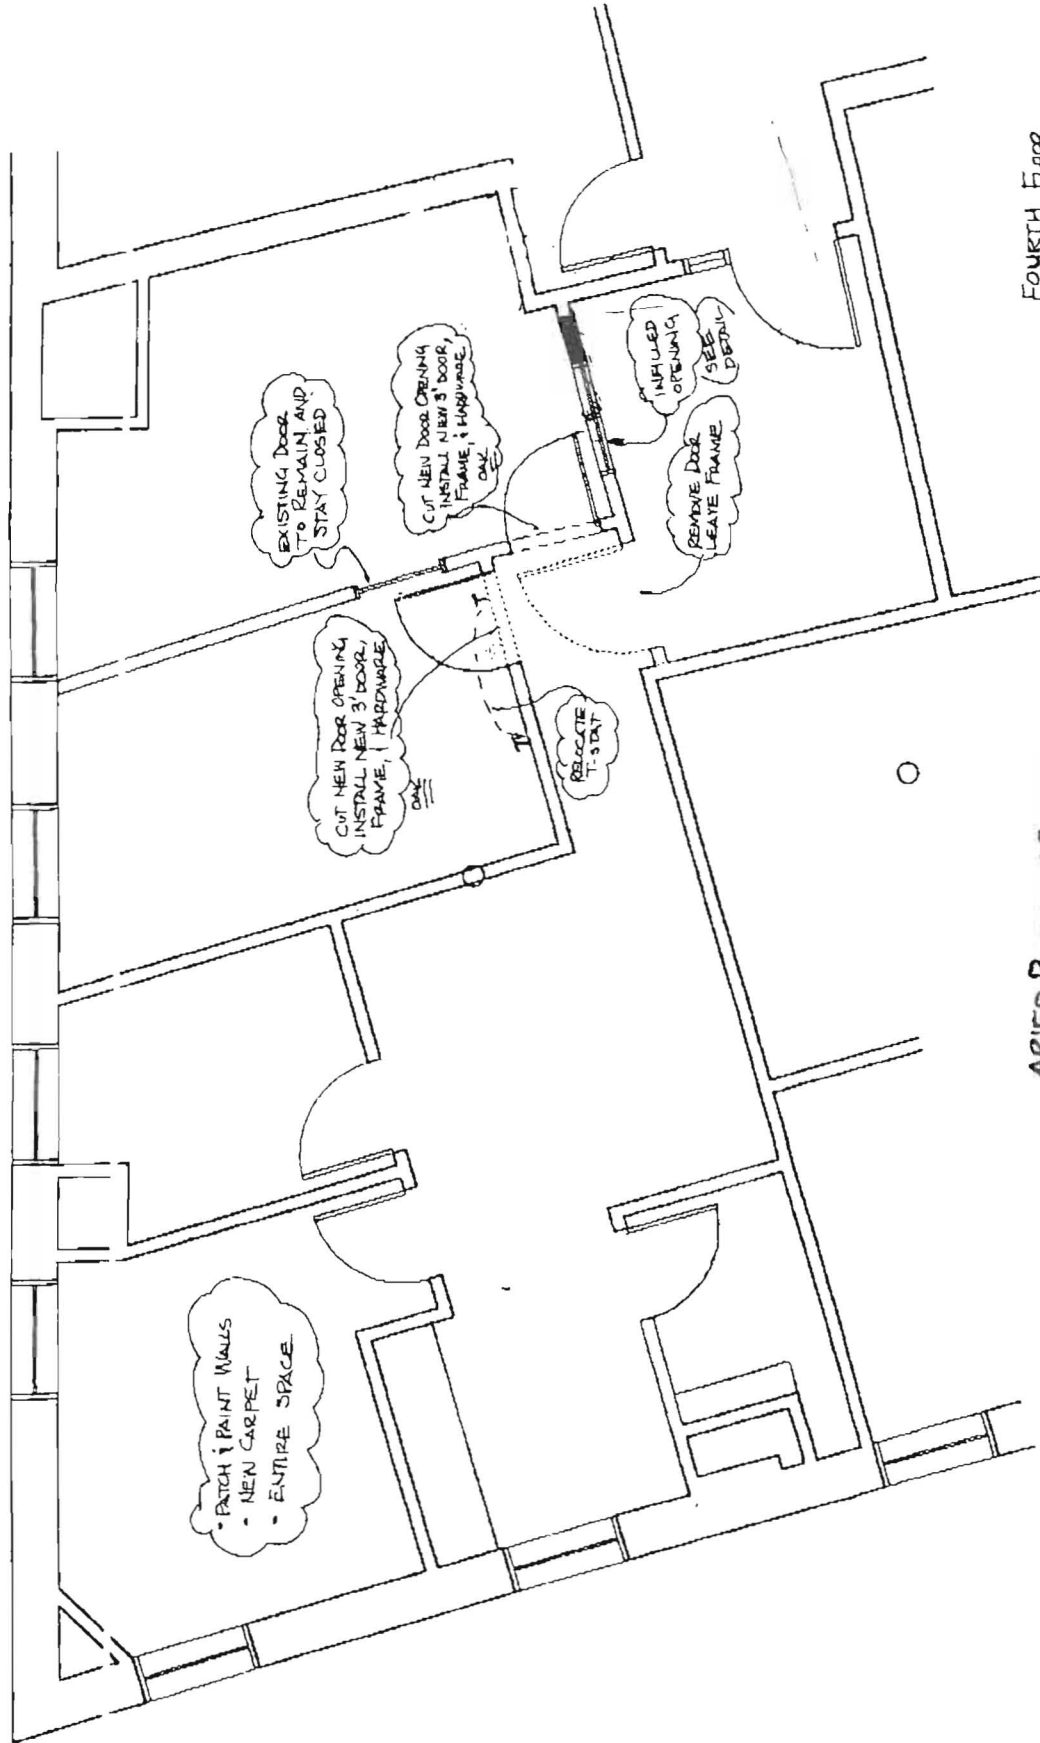 EXISTING DOOR
TO REMAIN AND
STAY CLOSED
CUT NEW DOOR OPENING
INSTALL NEW 3' DOOR,
FRAME, & HARDWARE
OAK
CUT NEW DOOR OPENING
INSTALL NEW 3' DOOR,
FRAME, & HARDWARE
OAK
INFILLED
OPENING
SEE
DETAIL
REMOVE DOOR
LEAVE FRAME
RELOCATE
T-STAT
• PATCH & PAINT WALLS
• NEW CARPET
• ENTIRE SPACE
FOURTH FLOOR